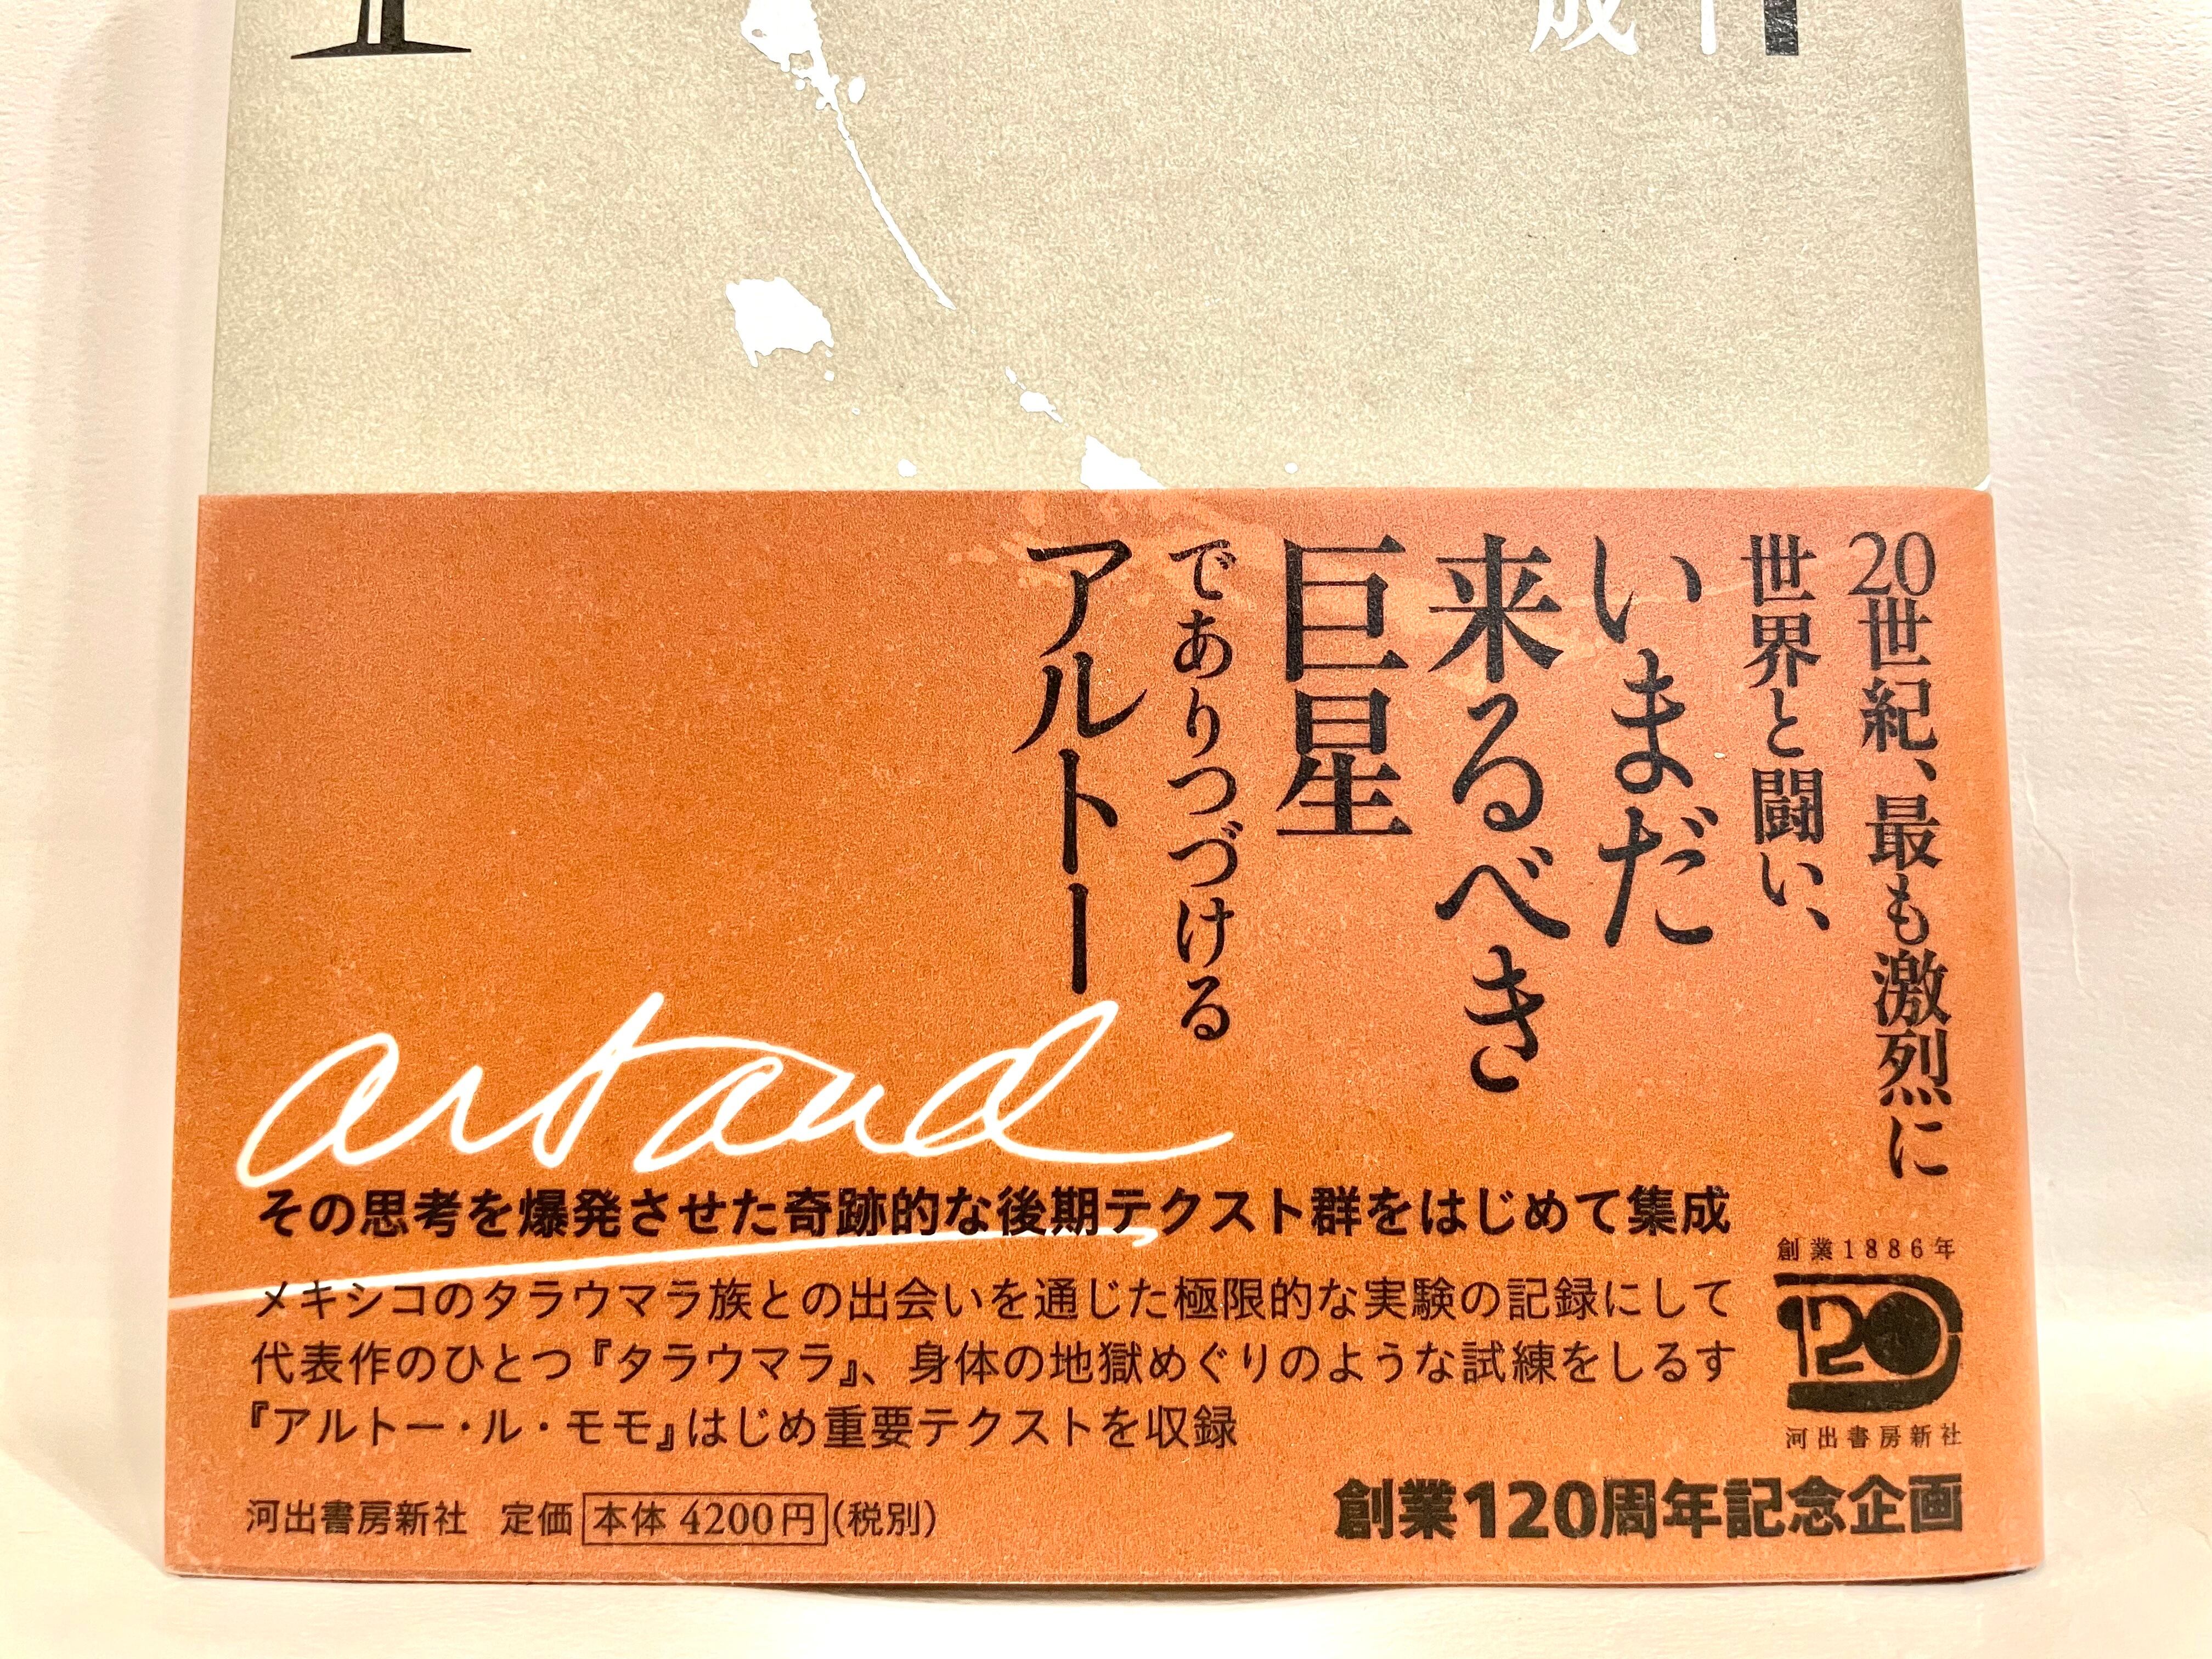 20世紀、最も激烈に
世界と闘い、
いまだ
来るべき
巨星
でありつづける
アルトー
artaud
その思考を爆発させた奇跡的な後期テクスト群をはじめて集成
メキシコのタラウマラ族との出会いを通じた極限的な実験の記録にして
代表作のひとつ『タラウマラ』、身体の地獄めぐりのような試練をしるす
『アルトー・ル・モモ』はじめ重要テクストを収録
創業1886年
120
河出書房新社
河出書房新社 定価 本体 4200円 (税別)
創業120周年記念企画